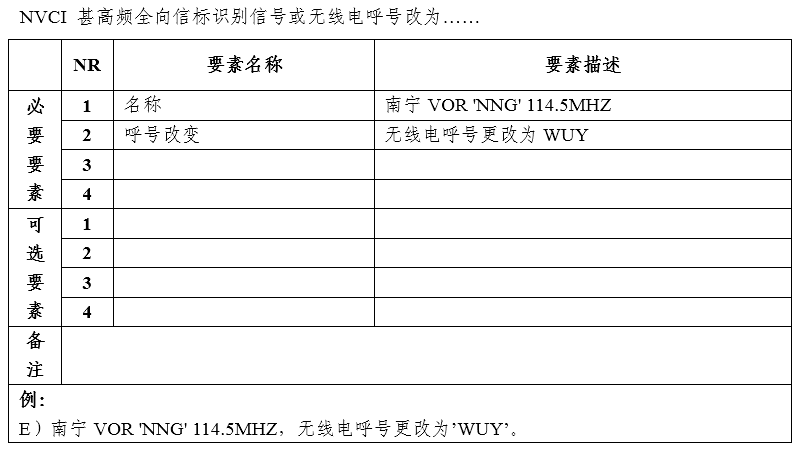 NVCI 甚高频全向信标识别信号或无线电呼号改为……
NR 要素名称 要素描述
必要要素
1 名称 南宁 VOR 'NNG' 114.5MHZ
2 呼号改变 无线电呼号更改为 WUY
3
4
可选要素
1
2
3
4
备注
例：
E）南宁 VOR 'NNG' 114.5MHZ，无线电呼号更改为’WUY’。